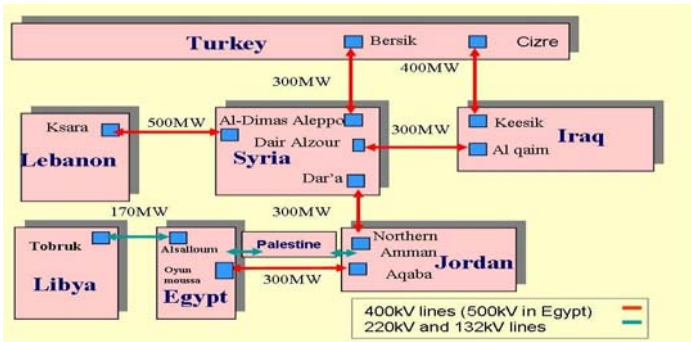 Turkey
Bersik
Cizre
300MW
400MW
Ksara
Lebanon
500MW
Al-Dimas Aleppo
Dair Alzour
Syria
Dar'a
300MW
Keesik
Al qaim
Iraq
300MW
170MW
Tobruk
Libya
Alsalloum
Oyun
moussa
Egypt
Palestine
300MW
Northern
Amman
Aqaba
Jordan
400kV lines (500kV in Egypt)
220kV and 132kV lines